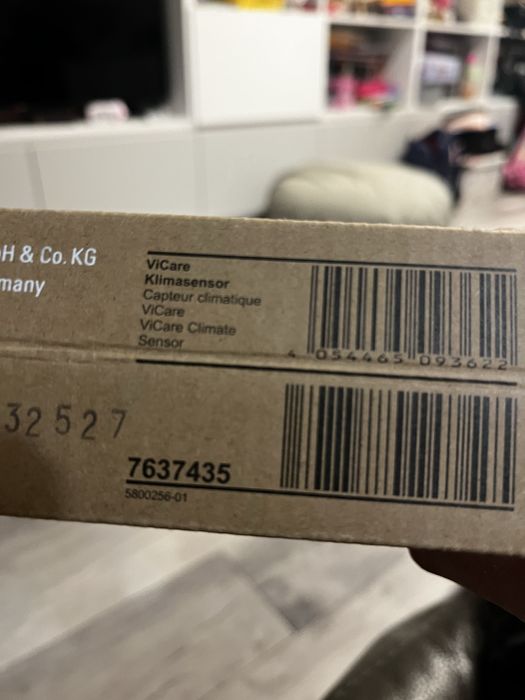 H & Co. KG
many
ViCare
Klimasensor
Capteur climatique
ViCare
ViCare Climate
Sensor
4 054465 093622
32527
7637435
5800256-01